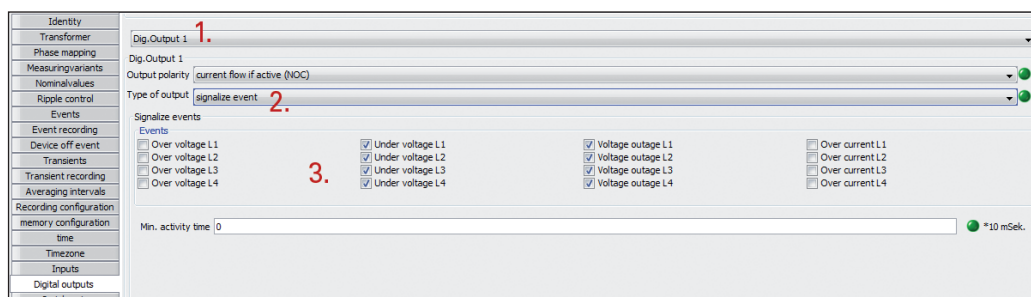 Identity
Transformer
Phase mapping
Measuringvariants
Nominalvalues
Ripple control
Events
Event recording
Device off event
Transients
Transient recording
Averaging intervals
Recording configuration
memory configuration
time
Timezone
Inputs
Digital outputs
Dig.Output 1 1.
Dig.Output 1
Output polarity current flow if active (NOC)
Type of output signalize event 2.
Signalize events
Events
Over voltage L1 Under voltage L1 Voltage outage L1 Over current L1
Over voltage L2 Under voltage L2 Voltage outage L2 Over current L2
Over voltage L3 Under voltage L3 Voltage outage L3 Over current L3
Over voltage L4 Under voltage L4 Voltage outage L4 Over current L4
3.
Min. activity time 0 *10 mSek.